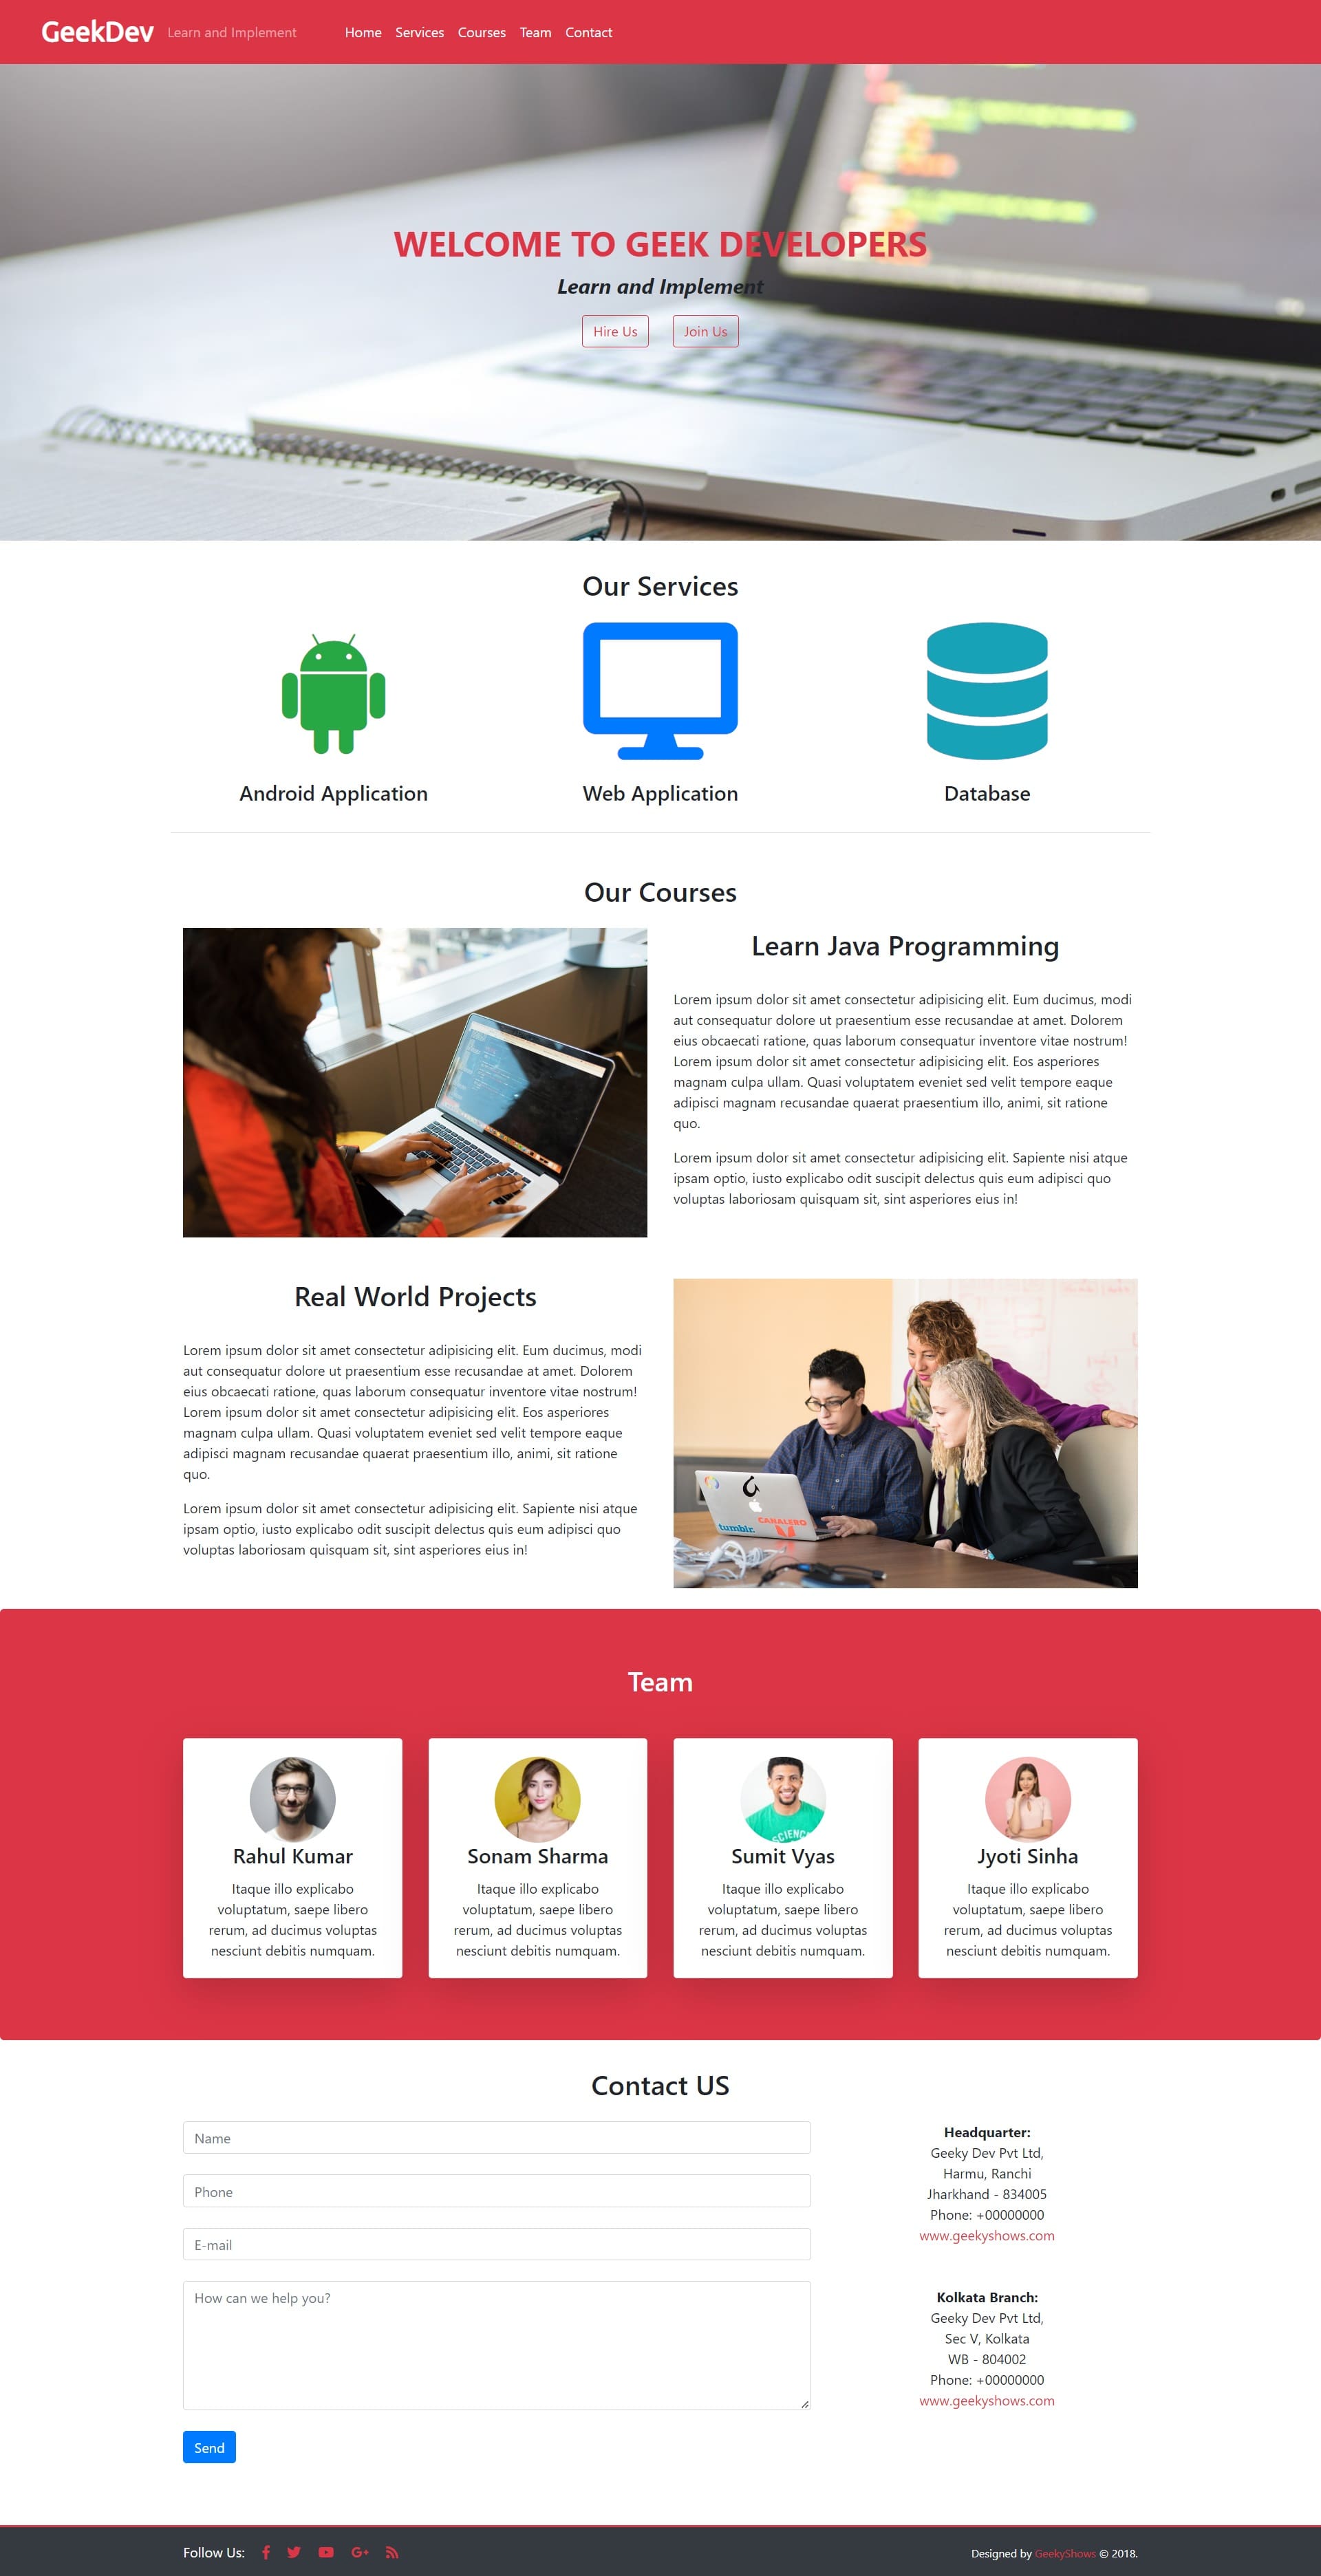 GeekDev Learn and Implement Home Services Courses Team Contact
WELCOME TO GEEK DEVELOPERS
Learn and Implement
Hire Us Join Us
Our Services
Android Application
Web Application
Database
Our Courses
Learn Java Programming
Lorem ipsum dolor sit amet consectetur adipisicing elit. Eum ducimus, modi
aut consequatur dolore ut praesentium esse recusandae at amet. Dolorem
eius obcaecati ratione, quas laborum consequatur inventore vitae nostrum!
Lorem ipsum dolor sit amet consectetur adipisicing elit. Eos asperiores
magnam culpa ullam. Quasi voluptatem eveniet sed velit tempore eaque
adipisci magnam recusandae quaerat praesentium illo, animi, sit ratione
quo.
Lorem ipsum dolor sit amet consectetur adipisicing elit. Sapiente nisi atque
ipsam optio, iusto explicabo odit suscipit delectus quis eum adipisci quo
voluptas laboriosam quisquam sit, sint asperiores eius in!
Real World Projects
Lorem ipsum dolor sit amet consectetur adipisicing elit. Eum ducimus, modi
aut consequatur dolore ut praesentium esse recusandae at amet. Dolorem
eius obcaecati ratione, quas laborum consequatur inventore vitae nostrum!
Lorem ipsum dolor sit amet consectetur adipisicing elit. Eos asperiores
magnam culpa ullam. Quasi voluptatem eveniet sed velit tempore eaque
adipisci magnam recusandae quaerat praesentium illo, animi, sit ratione
quo.
Lorem ipsum dolor sit amet consectetur adipisicing elit. Sapiente nisi atque
ipsam optio, iusto explicabo odit suscipit delectus quis eum adipisci quo
voluptas laboriosam quisquam sit, sint asperiores eius in!
CANALERO
tumblr.
Team
Rahul Kumar
Itaque illo explicabo
voluptatum, saepe libero
rerum, ad ducimus voluptas
nesciunt debitis numquam.
Sonam Sharma
Itaque illo explicabo
voluptatum, saepe libero
rerum, ad ducimus voluptas
nesciunt debitis numquam.
SCIENC
Sumit Vyas
Itaque illo explicabo
voluptatum, saepe libero
rerum, ad ducimus voluptas
nesciunt debitis numquam.
Jyoti Sinha
Itaque illo explicabo
voluptatum, saepe libero
rerum, ad ducimus voluptas
nesciunt debitis numquam.
Contact US
Name
Phone
E-mail
How can we help you?
Send
Headquarter:
Geeky Dev Pvt Ltd,
Harmu, Ranchi
Jharkhand - 834005
Phone: +00000000
www.geekyshows.com
Kolkata Branch:
Geeky Dev Pvt Ltd,
Sec V, Kolkata
WB - 804002
Phone: +00000000
www.geekyshows.com
Follow Us:
Designed by GeekyShows © 2018.